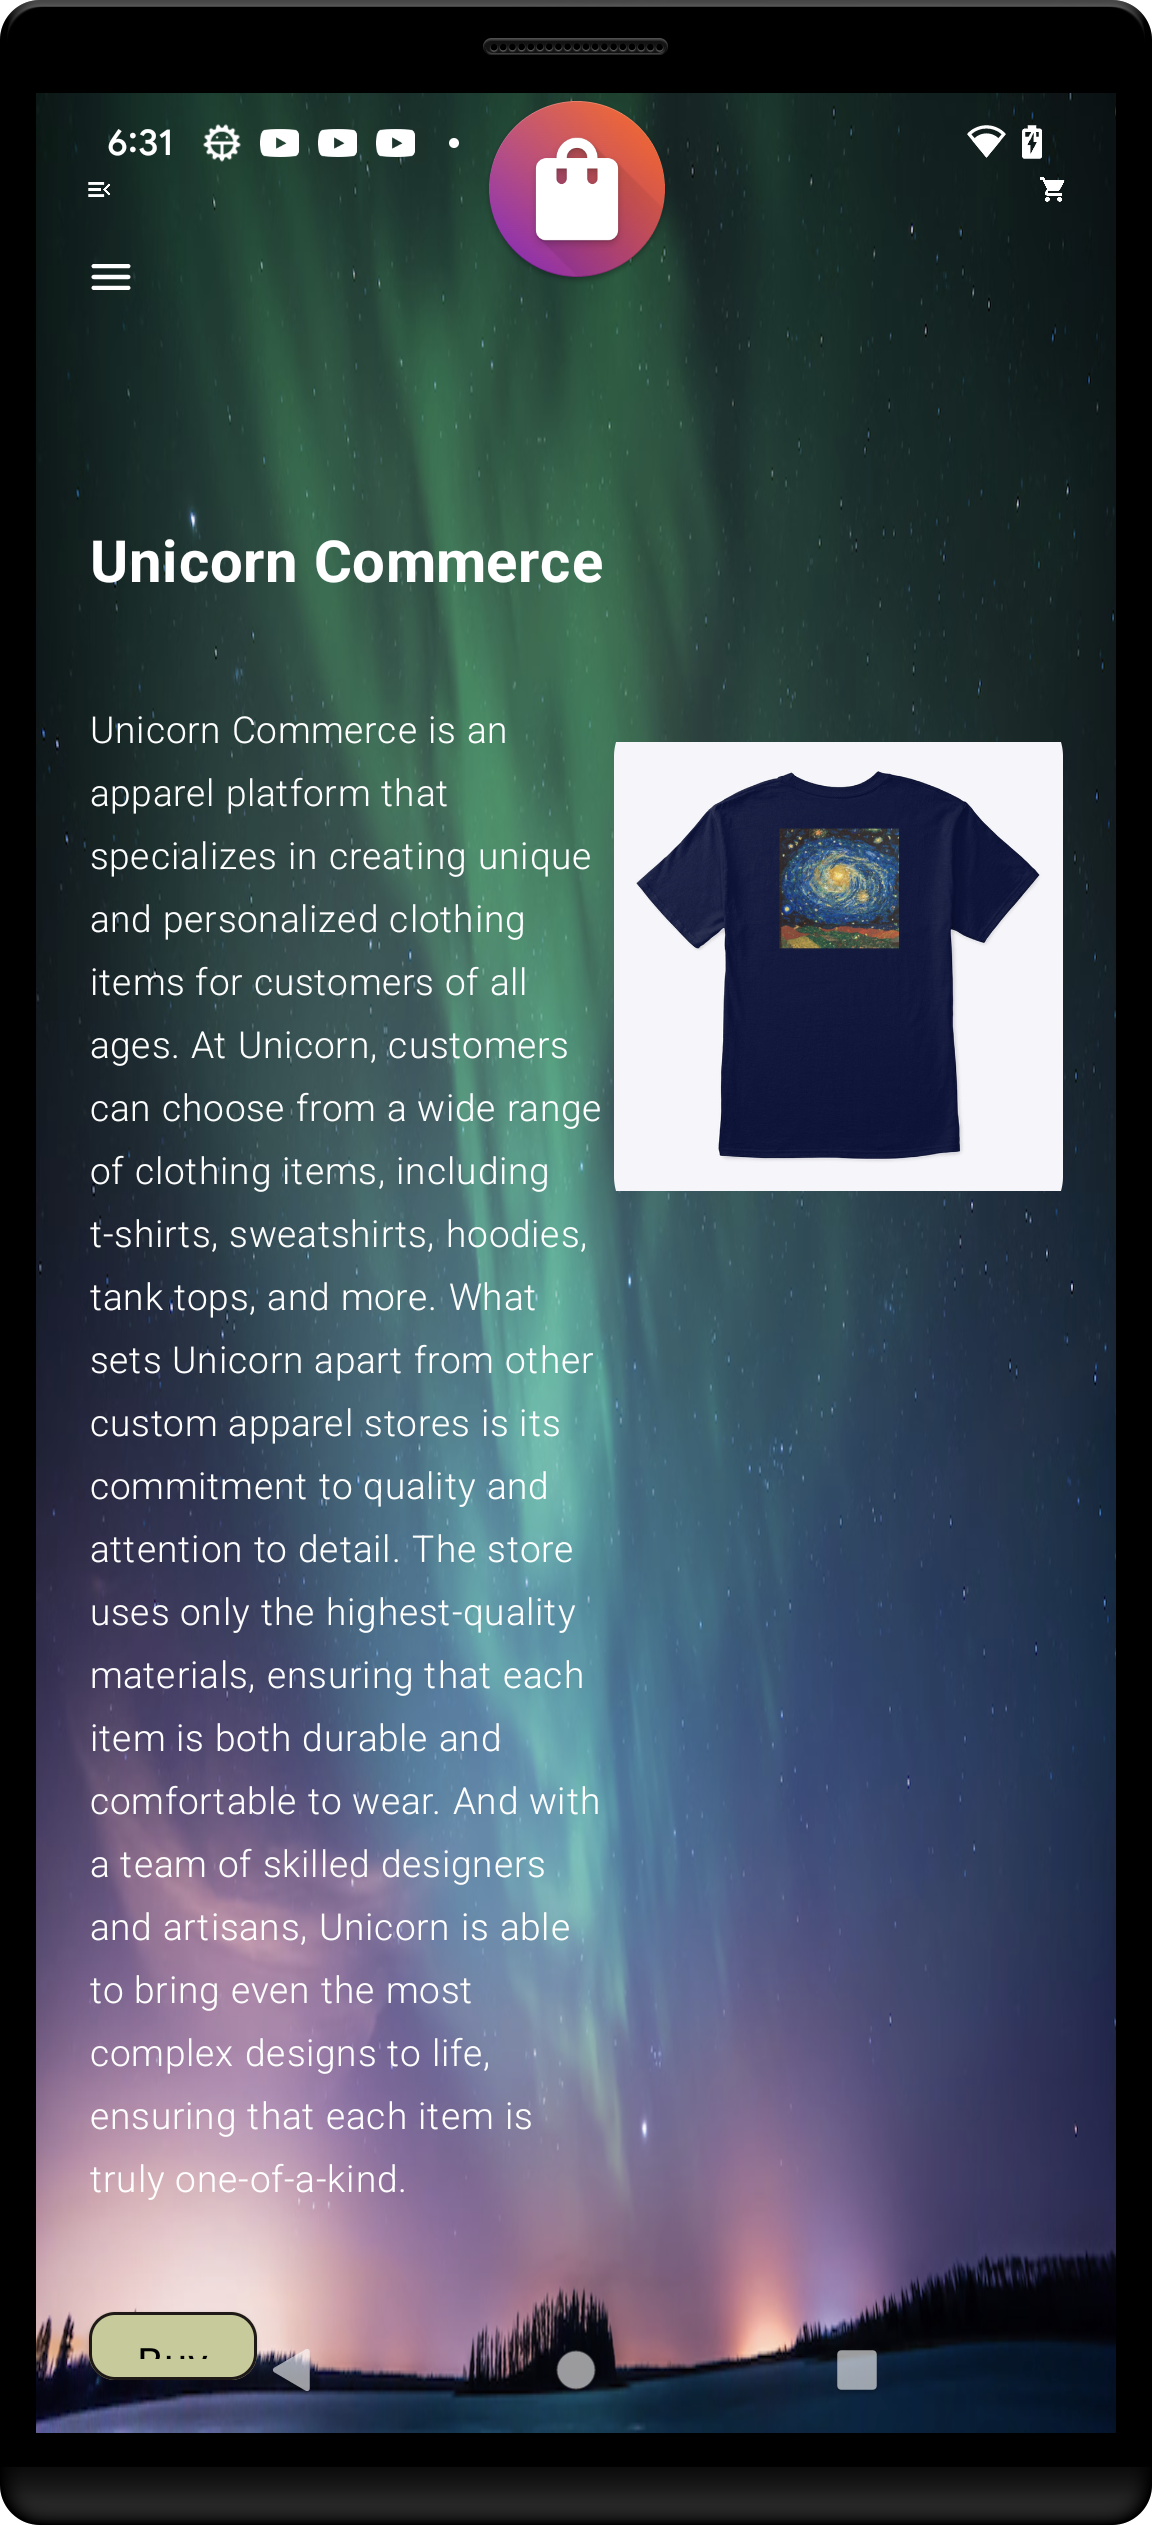 6:31
Unicorn Commerce
Unicorn Commerce is an
apparel platform that
specializes in creating unique
and personalized clothing
items for customers of all
ages. At Unicorn, customers
can choose from a wide range
of clothing items, including
t-shirts, sweatshirts, hoodies,
tank tops, and more. What
sets Unicorn apart from other
custom apparel stores is its
commitment to quality and
attention to detail. The store
uses only the highest-quality
materials, ensuring that each
item is both durable and
comfortable to wear. And with
a team of skilled designers
and artisans, Unicorn is able
to bring even the most
complex designs to life,
ensuring that each item is
truly one-of-a-kind.
Buy